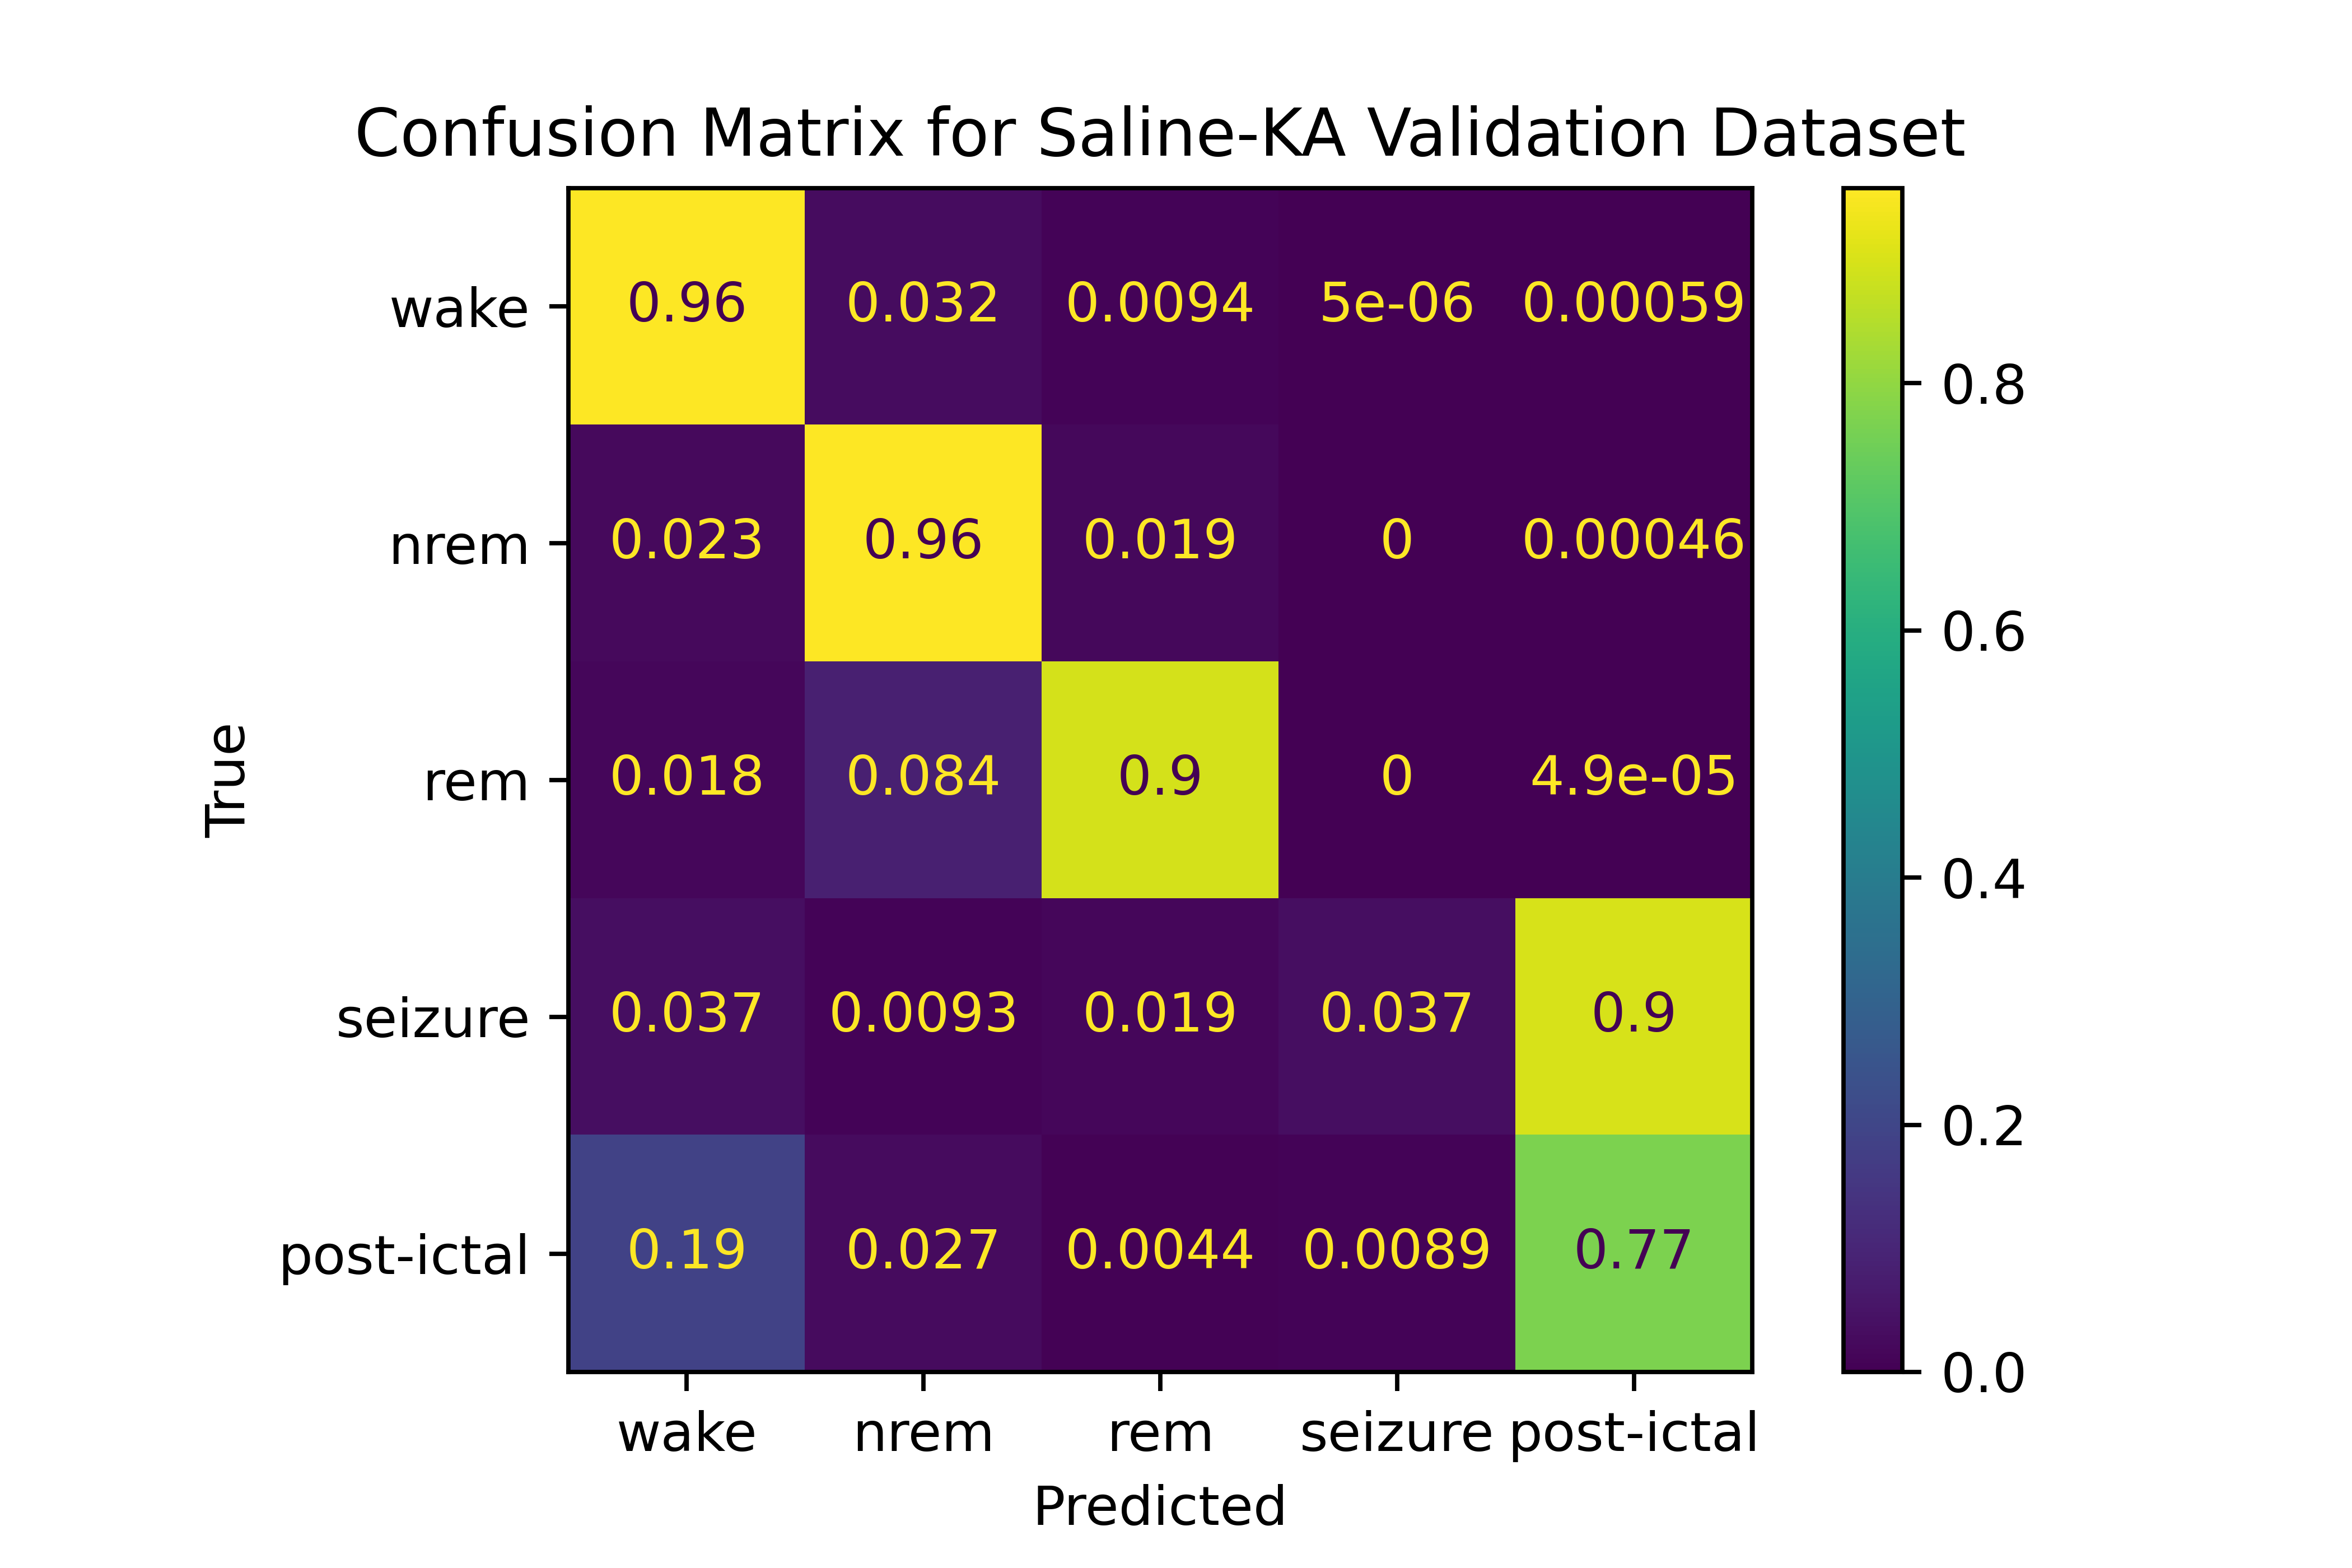 Confusion Matrix for Saline-KA Validation Dataset
wake 0.96 0.032 0.0094 5e-06 0.00059
nrem 0.023 0.96 0.019 0 0.00046
rem 0.018 0.084 0.9 0 4.9e-05
seizure 0.037 0.0093 0.019 0.037 0.9
post-ictal 0.19 0.027 0.0044 0.0089 0.77
True
wake nrem rem seizure post-ictal
Predicted
0.8
0.6
0.4
0.2
0.0